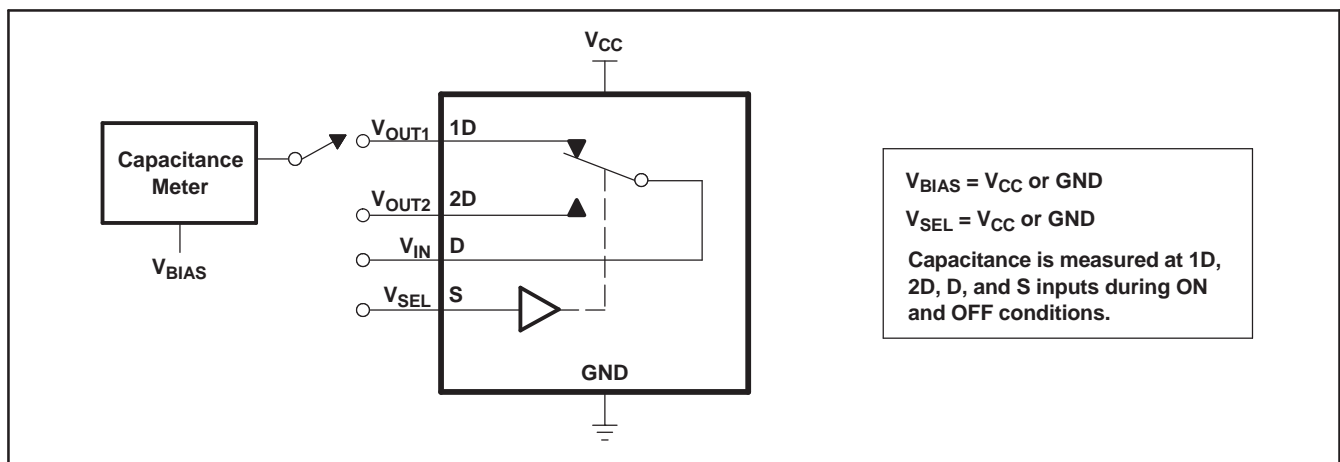 VCC
Capacitance
Meter
VBIAS
VOUT1 1D
VOUT2 2D
VIN D
VSEL S
GND
VBIAS = VCC or GND
VSEL = VCC or GND
Capacitance is measured at 1D,
2D, D, and S inputs during ON
and OFF conditions.